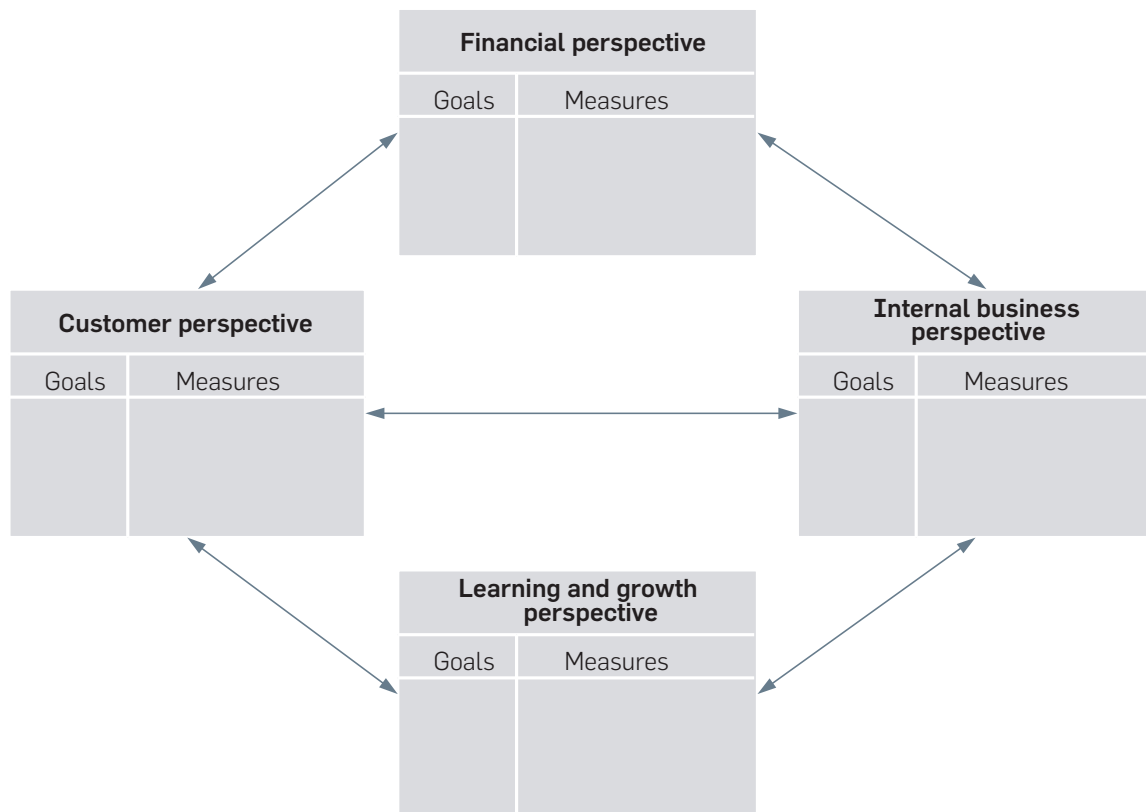 Financial perspective
Goals Measures
Customer perspective
Goals Measures
Internal business
perspective
Goals Measures
Learning and growth
perspective
Goals Measures